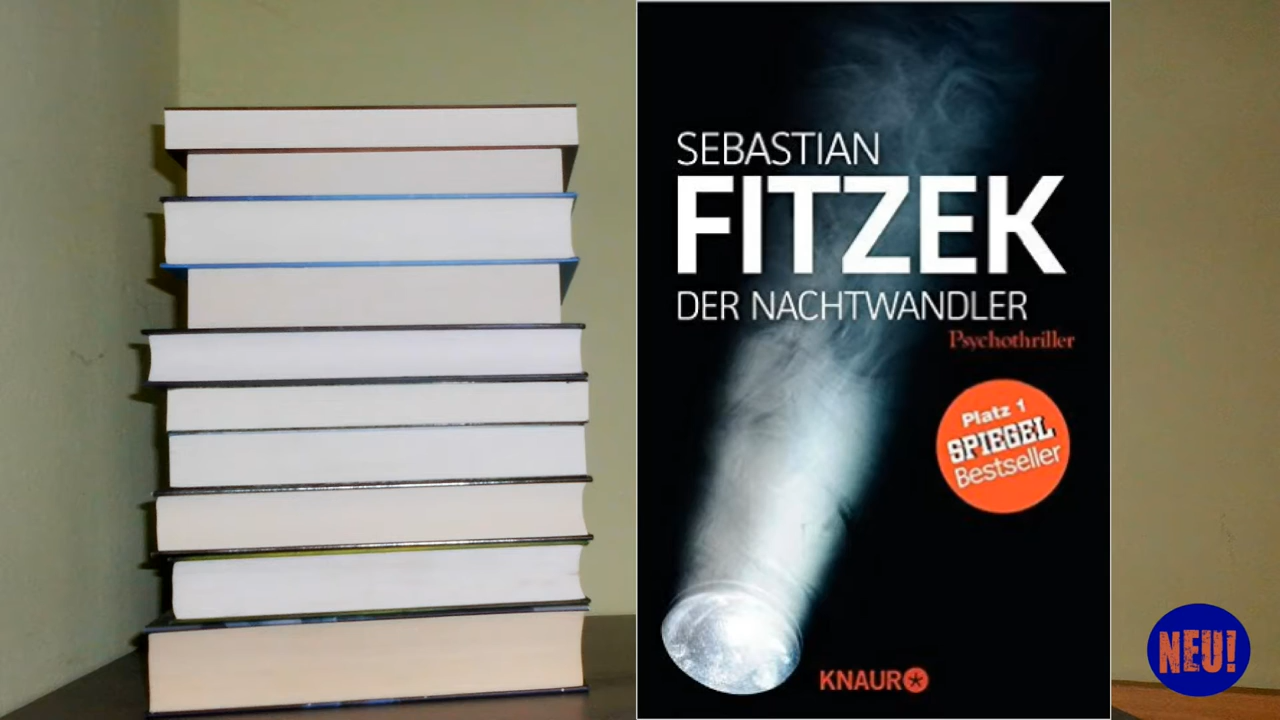 SEBASTIAN
FITZEK
DER NACHTWANDLER
Psychothriller
Platz 1
SPIEGEL
Bestseller
KNAUR
NEU!